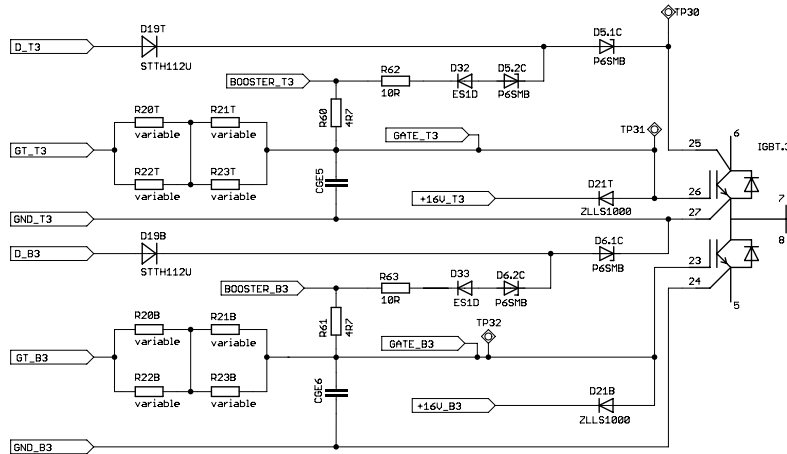 TP30
D19T
D5.1C
D_T3
STTH112U
P6SMB
BOOSTER_T3
R62
D32
D5.2C
10R
ES1D
P6SMB
R60
4R7
R20T
R21T
variable
variable
GATE_T3
TP31
GT_T3
25
6
IGBT.3
R22T
R23T
variable
variable
CGE5
+16V_T3
D21T
ZLLS1000
26
7
GND_T3
27
D19B
D6.1C
8
D_B3
STTH112U
P6SMB
23
BOOSTER_B3
R63
D33
D6.2C
10R
ES1D
P6SMB
24
5
R61
4R7
R20B
R21B
variable
variable
TP32
GATE_B3
GT_B3
R22B
R23B
variable
variable
CGE6
+16V_B3
D21B
ZLLS1000
GND_B3